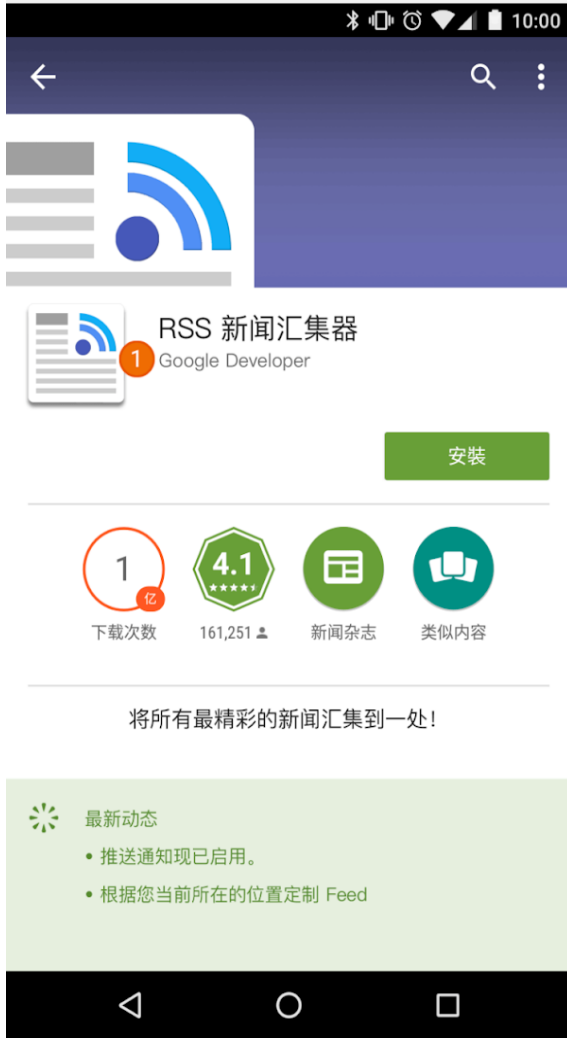 10:00
RSS 新闻汇集器
1
Google Developer
安裝
1
亿
4.1
下载次数
161,251
新闻杂志
类似内容
将所有最精彩的新闻汇集到一处！
最新动态
• 推送通知现已启用。
• 根据您当前所在的位置定制 Feed